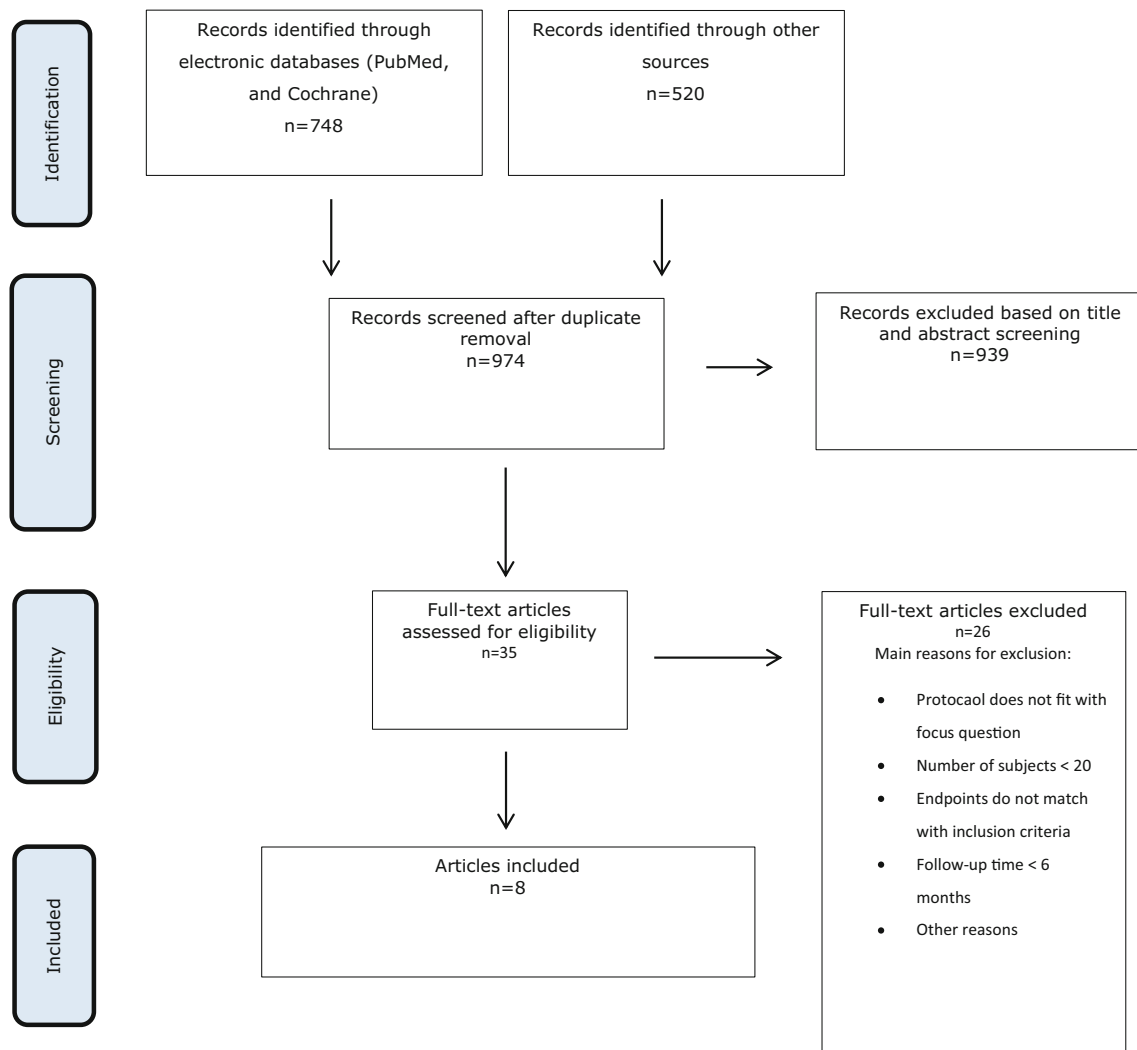 Identification
Records identified through
electronic databases (PubMed,
and Cochrane)
n=748
Records identified through other
sources
n=520
Screening
Records screened after duplicate
removal
n=974
Records excluded based on title
and abstract screening
n=939
Eligibility
Full-text articles
assessed for eligibility
n=35
Full-text articles excluded
n=26
Main reasons for exclusion:
• Protocaol does not fit with
focus question
• Number of subjects < 20
• Endpoints do not match
with inclusion criteria
• Follow-up time < 6
months
• Other reasons
Included
Articles included
n=8